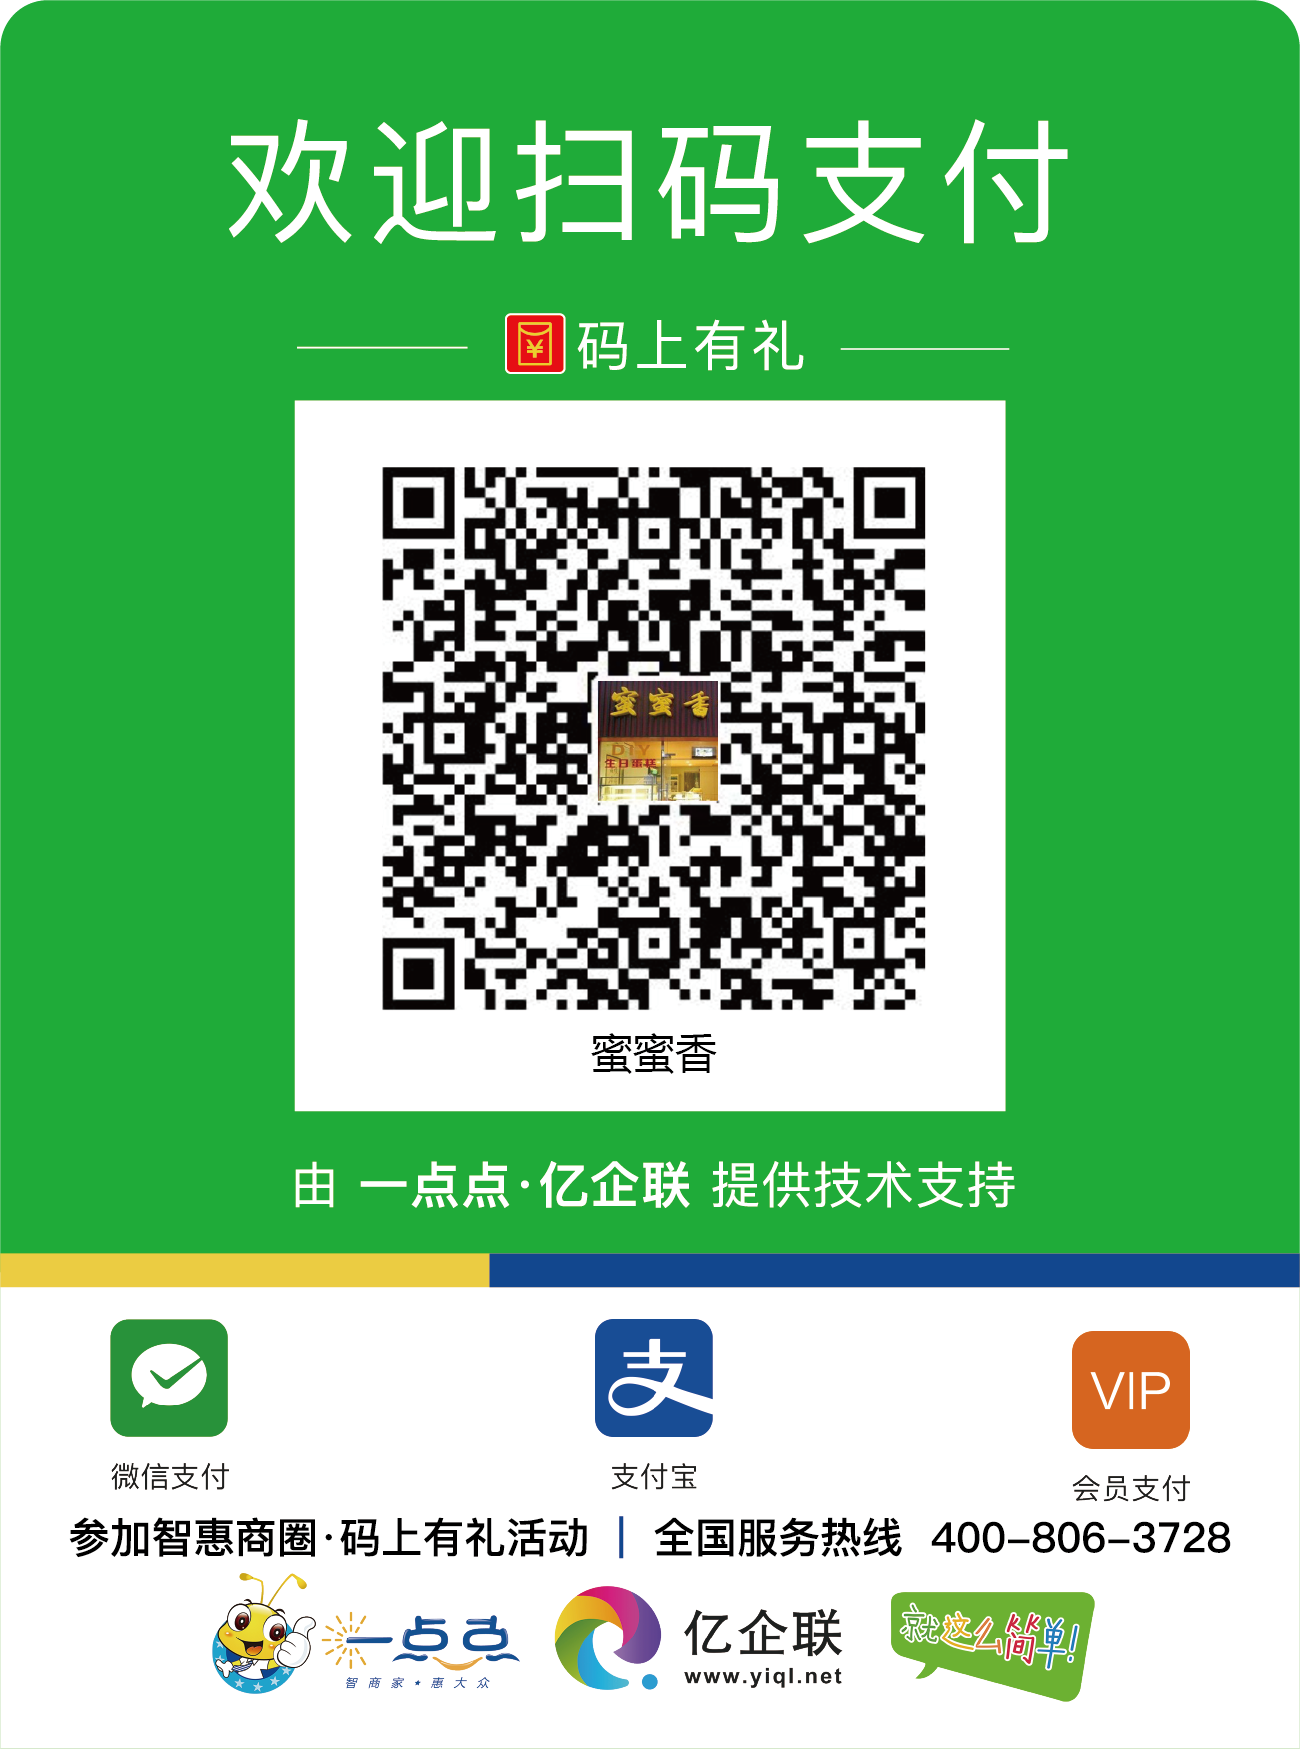 欢迎扫码支付
¥ 码上有礼
蜜蜜香
DIY
生日蛋糕
蜜蜜香
由 一点点·亿企联 提供技术支持
VIP
微信支付 支付宝 会员支付
参加智惠商圈·码上有礼活动 | 全国服务热线 400-806-3728
一点点 亿企联 就这么简单!
智商家★惠大众 www.yiql.net